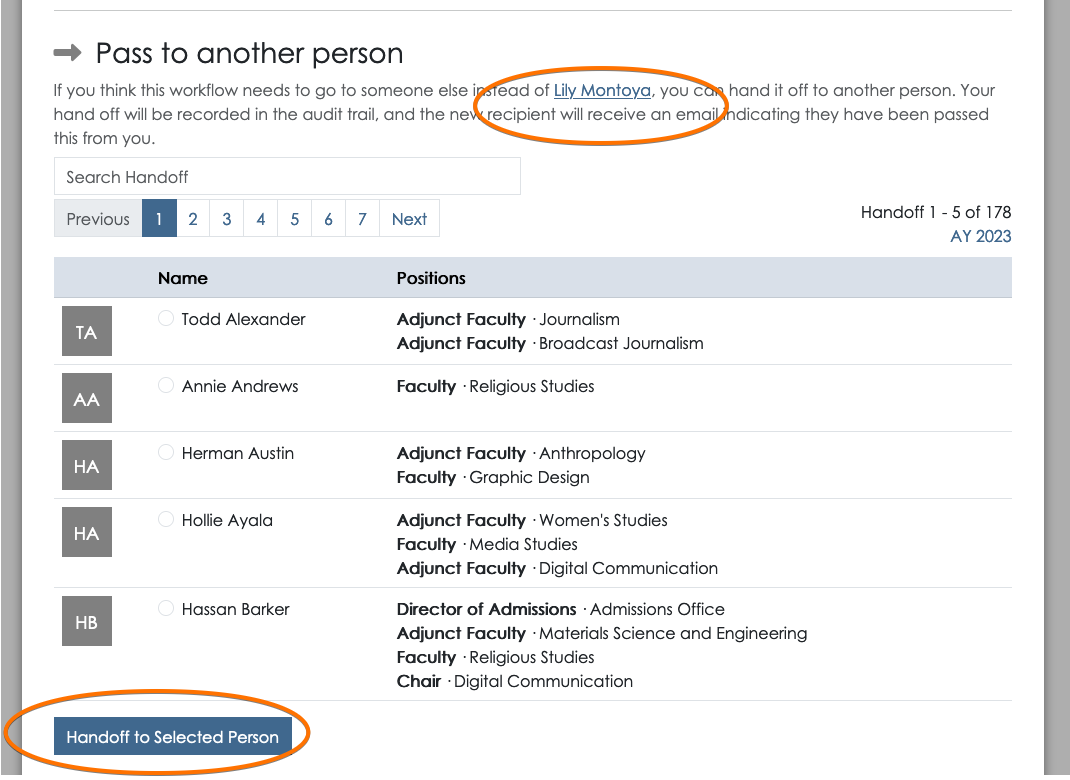 Pass to another person
If you think this workflow needs to go to someone else instead of Lily Montoya, you can hand it off to another person. Your
hand off will be recorded in the audit trail, and the new recipient will receive an email indicating they have been passed
this from you.
Search Handoff
Previous 1 2 3 4 5 6 7 Next
Handoff 1 - 5 of 178
AY 2023
Name Positions
TA Todd Alexander Adjunct Faculty · Journalism
Adjunct Faculty · Broadcast Journalism
AA Annie Andrews Faculty · Religious Studies
HA Herman Austin Adjunct Faculty · Anthropology
Faculty · Graphic Design
HA Hollie Ayala Adjunct Faculty · Women's Studies
Faculty · Media Studies
Adjunct Faculty · Digital Communication
HB Hassan Barker Director of Admissions · Admissions Office
Adjunct Faculty · Materials Science and Engineering
Faculty · Religious Studies
Chair · Digital Communication
Handoff to Selected Person